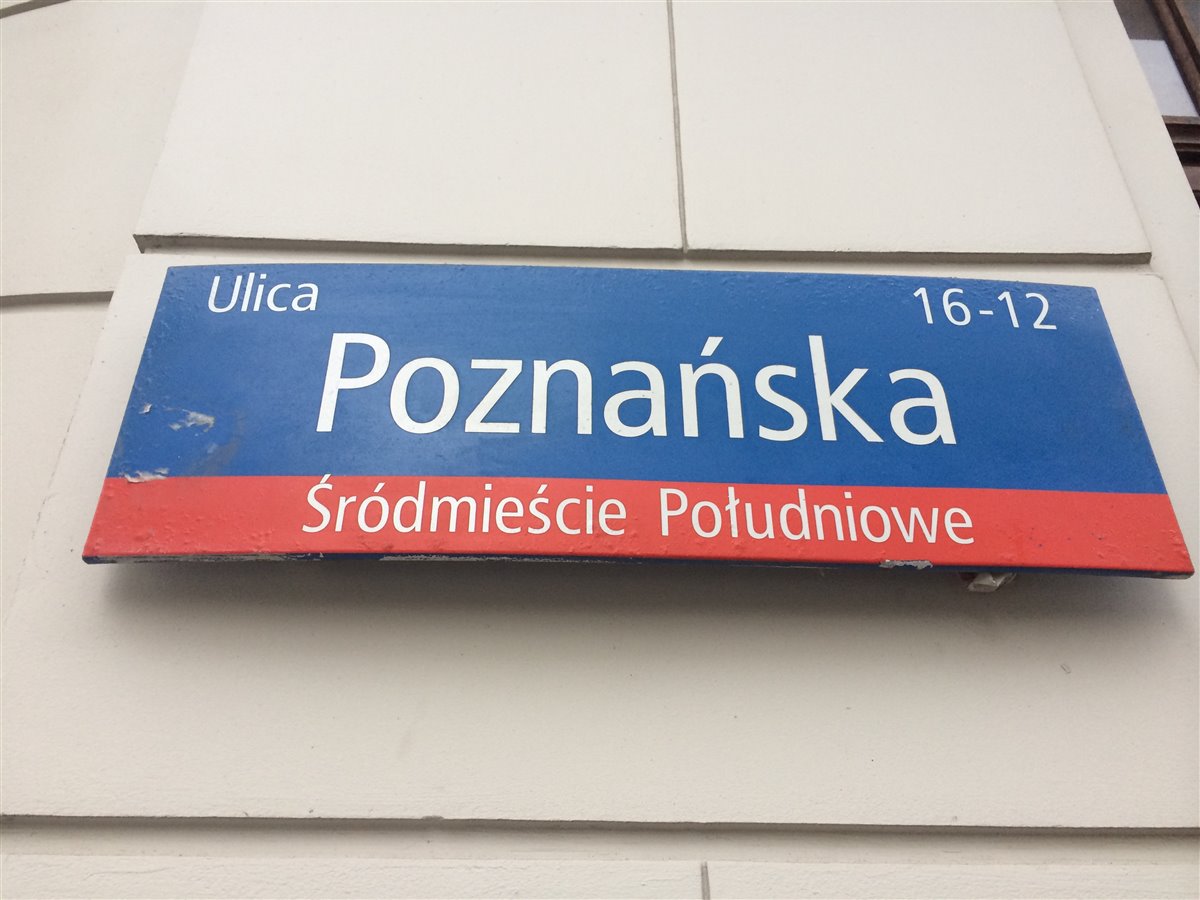 Ulica 16-12
Poznańska
Śródmieście Południowe